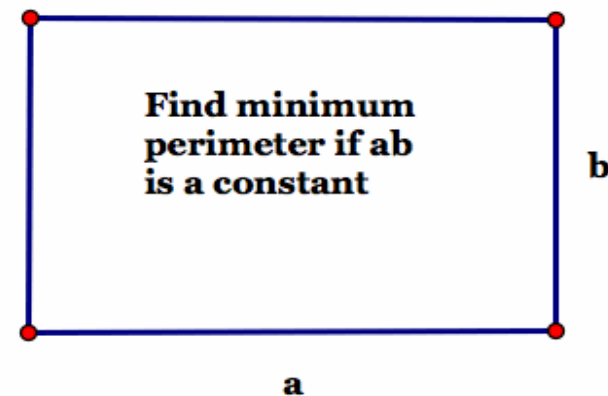 Find minimum
perimeter if ab
is a constant
b
a